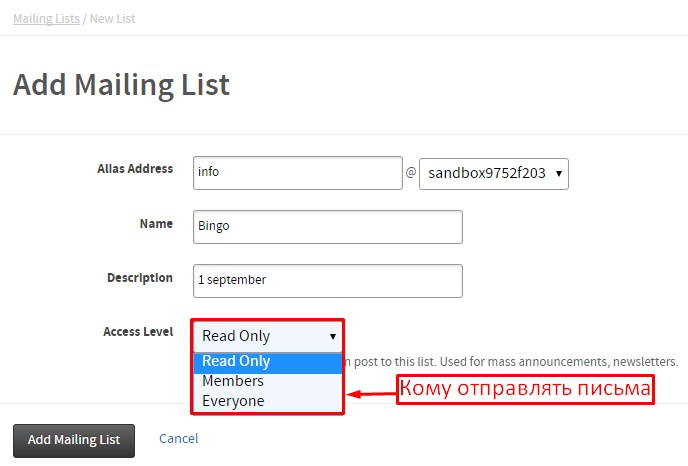 Mailing Lists / New List
Add Mailing List
Alias Address info @ sandbox9752f203
Name Bingo
Description 1 september
Access Level Read Only
Read Only
post to this list. Used for mass announcements, newsletters.
Members
Everyone
Кому отправлять письма
Add Mailing List Cancel